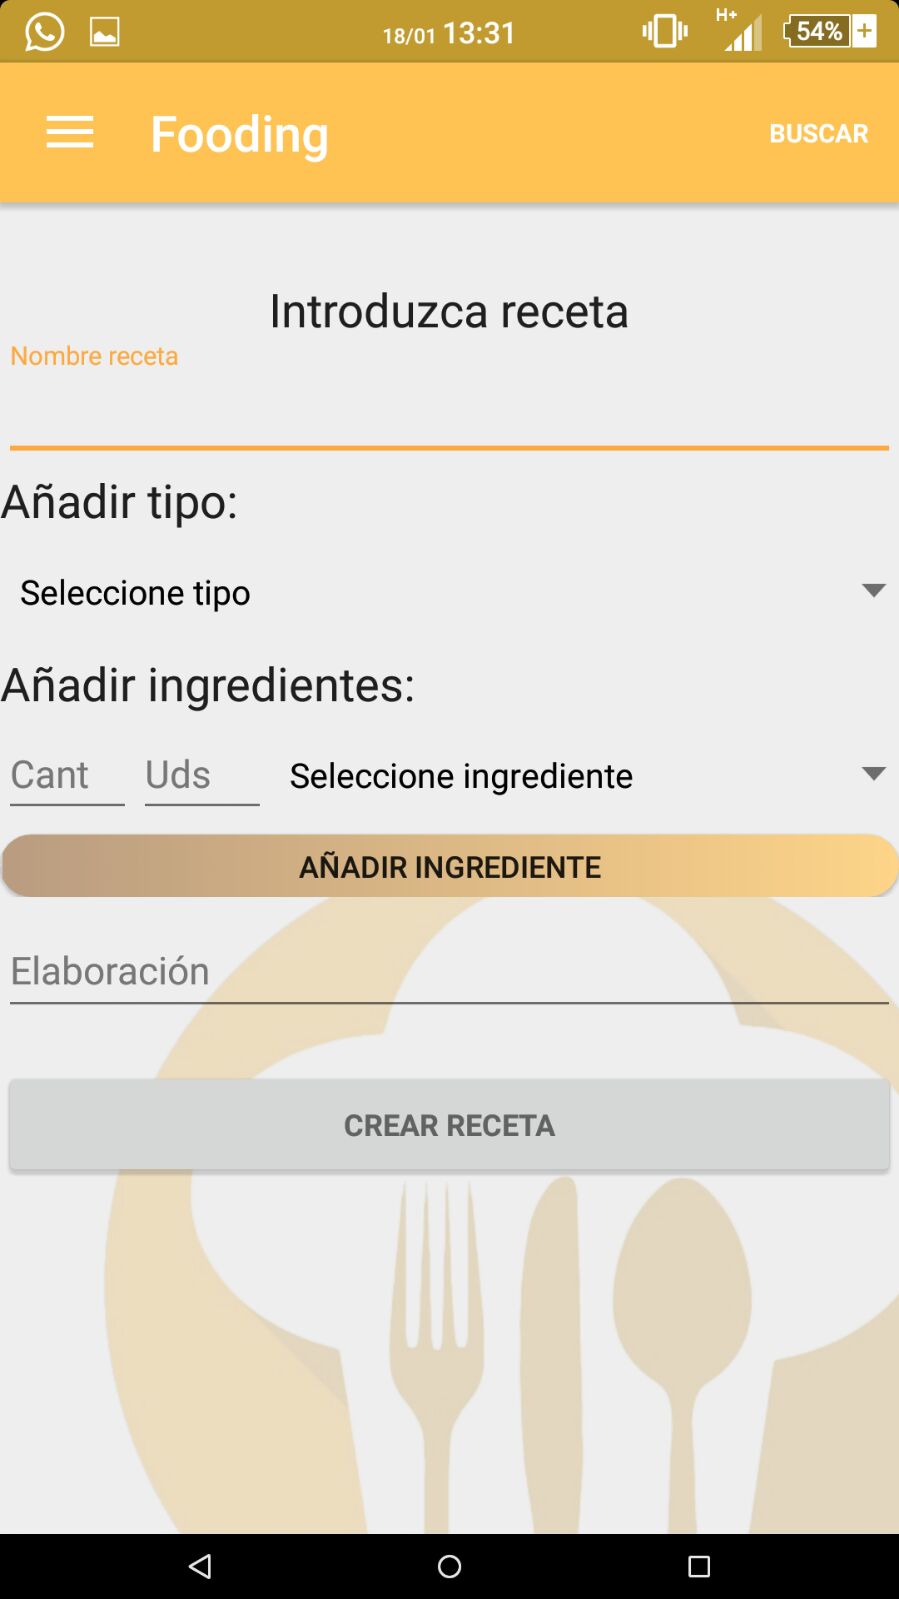 18/01 13:31 H+ 54%
Fooding BUSCAR
Introduzca receta
Nombre receta
Añadir tipo:
Seleccione tipo
Añadir ingredientes:
Cant Uds Seleccione ingrediente
AÑADIR INGREDIENTE
Elaboración
CREAR RECETA